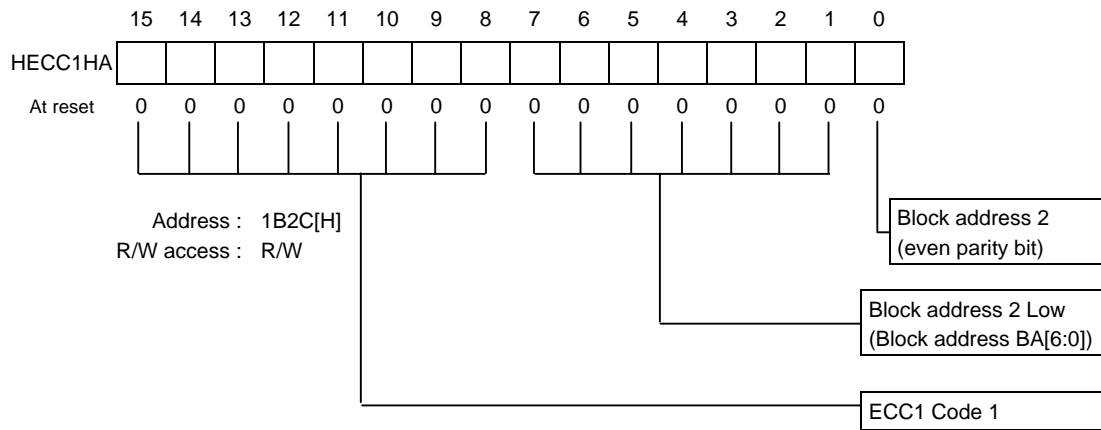 15 14 13 12 11 10 9 8 7 6 5 4 3 2 1 0
HECC1HA
At reset 0 0 0 0 0 0 0 0 0 0 0 0 0 0 0 0
Address : 1B2C[H]
R/W access : R/W
Block address 2
(even parity bit)
Block address 2 Low
(Block address BA[6:0])
ECC1 Code 1